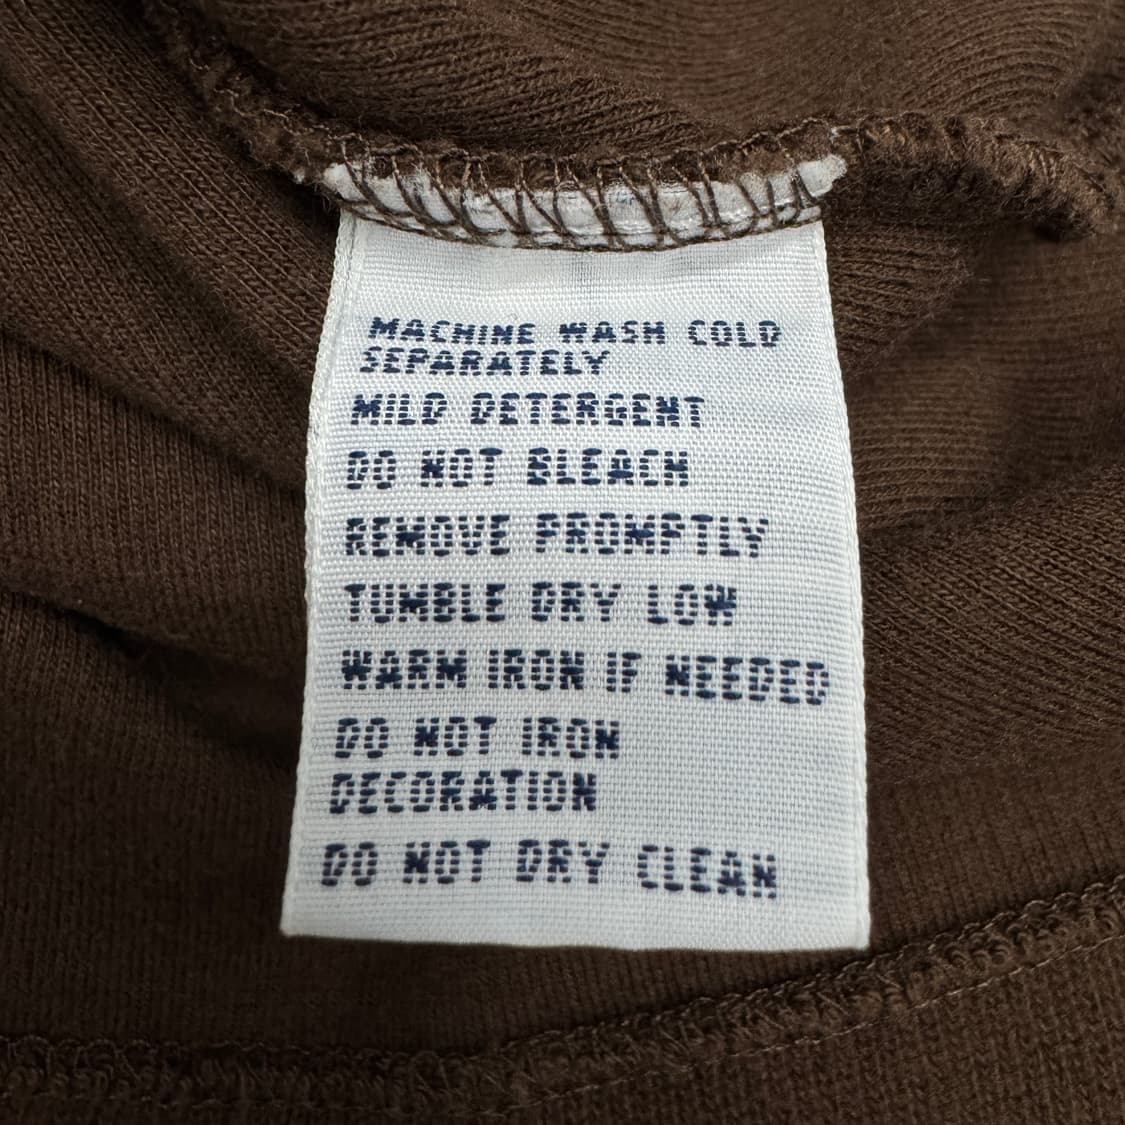 MACHINE WASH COLD
SEPARATELY
MILD DETERGENT
DO NOT BLEACH
REMOVE PROMPTLY
TUMBLE DRY LOW
WARM IRON IF NEEDED
DO NOT IRON
DECORATION
DO NOT DRY CLEAN